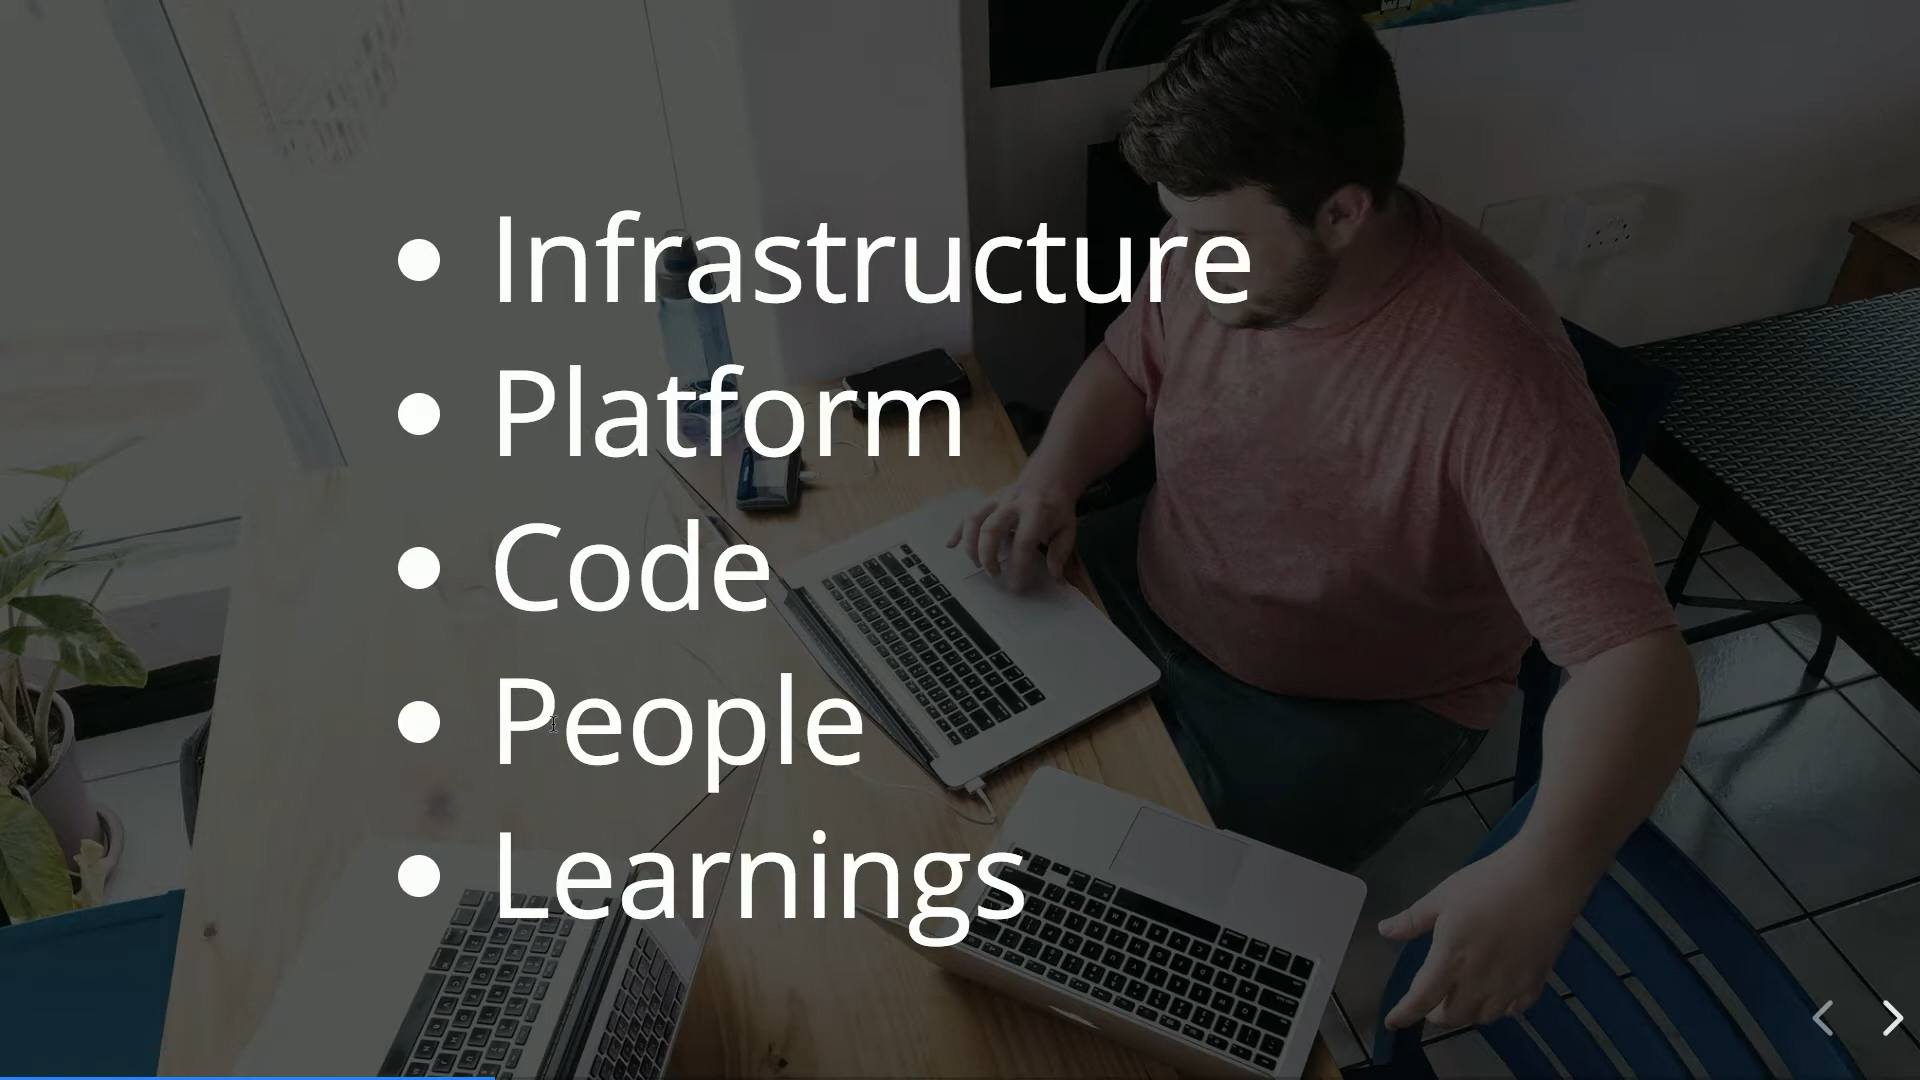 Infrastructure
Platform
Code
People
Learnings